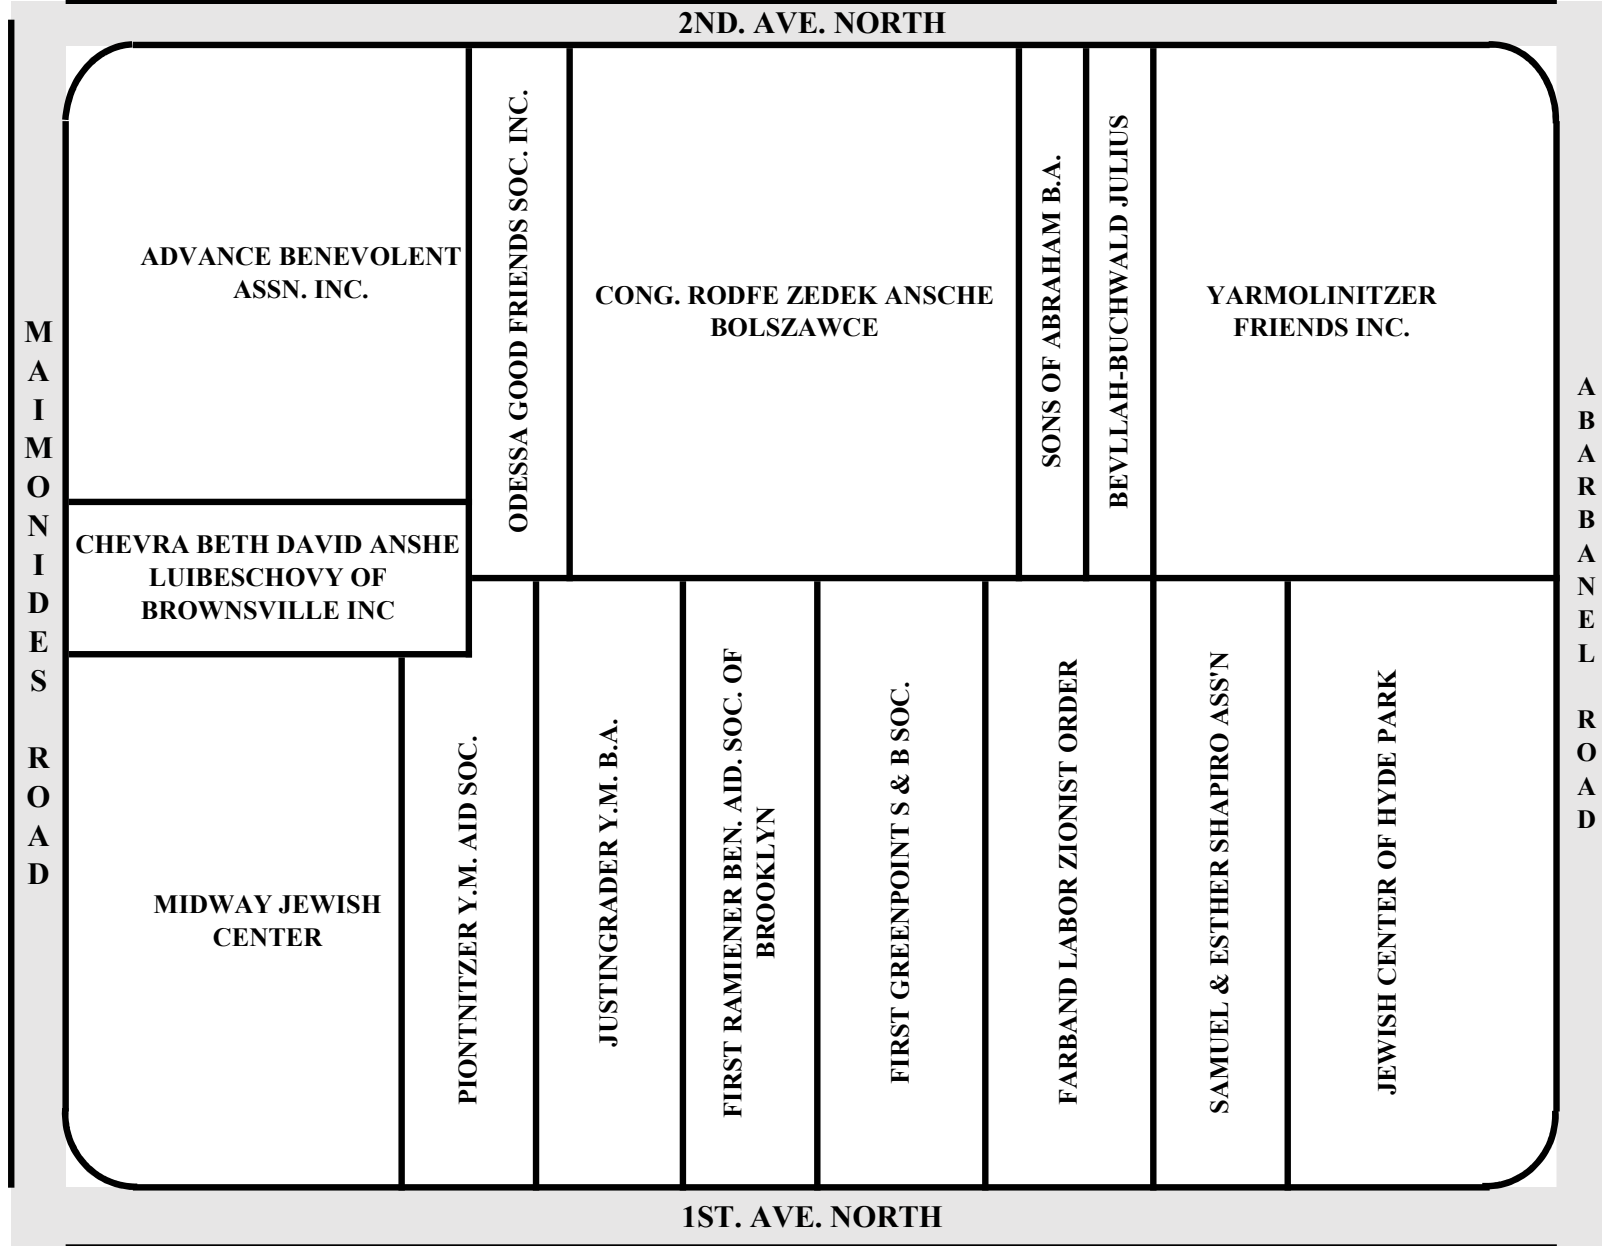 2ND. AVE. NORTH
MAIMONIDES ROAD
ADVANCE BENEVOLENT
ASSN. INC.
ODESSA GOOD FRIENDS SOC. INC.
CONG. RODFE ZEDEK ANSCHE
BOLSZAWCE
SONS OF ABRAHAM B.A.
BEVLLAH-BUCHWALD JULIUS
YARMOLINITZER
FRIENDS INC.
ABARBANEL ROAD
CHEVRA BETH DAVID ANSHE
LUIBESCHOVY OF
BROWNSVILLE INC
MIDWAY JEWISH
CENTER
PIONTNITZER Y.M. AID SOC.
JUSTINGRADER Y.M. B.A.
FIRST RAMIENER BEN. AID. SOC. OF
BROOKLYN
FIRST GREENPOINT S & B SOC.
FARBAND LABOR ZIONIST ORDER
SAMUEL & ESTHER SHAPIRO ASS'N
JEWISH CENTER OF HYDE PARK
1ST. AVE. NORTH